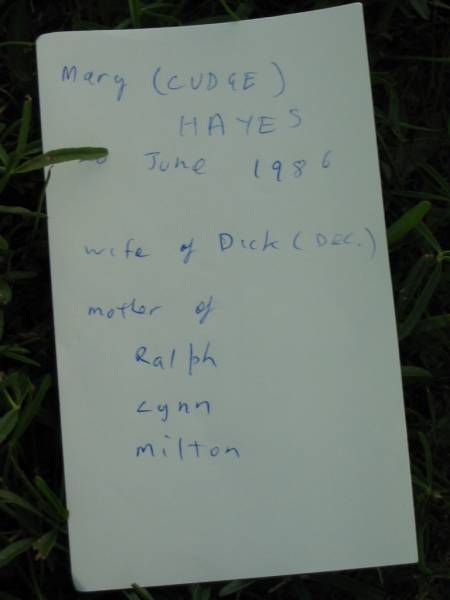 Mary (CUDGE)
HAYES
June 1986
wife of Dick (DEC.)
mother of
Ralph
Lynn
Milton